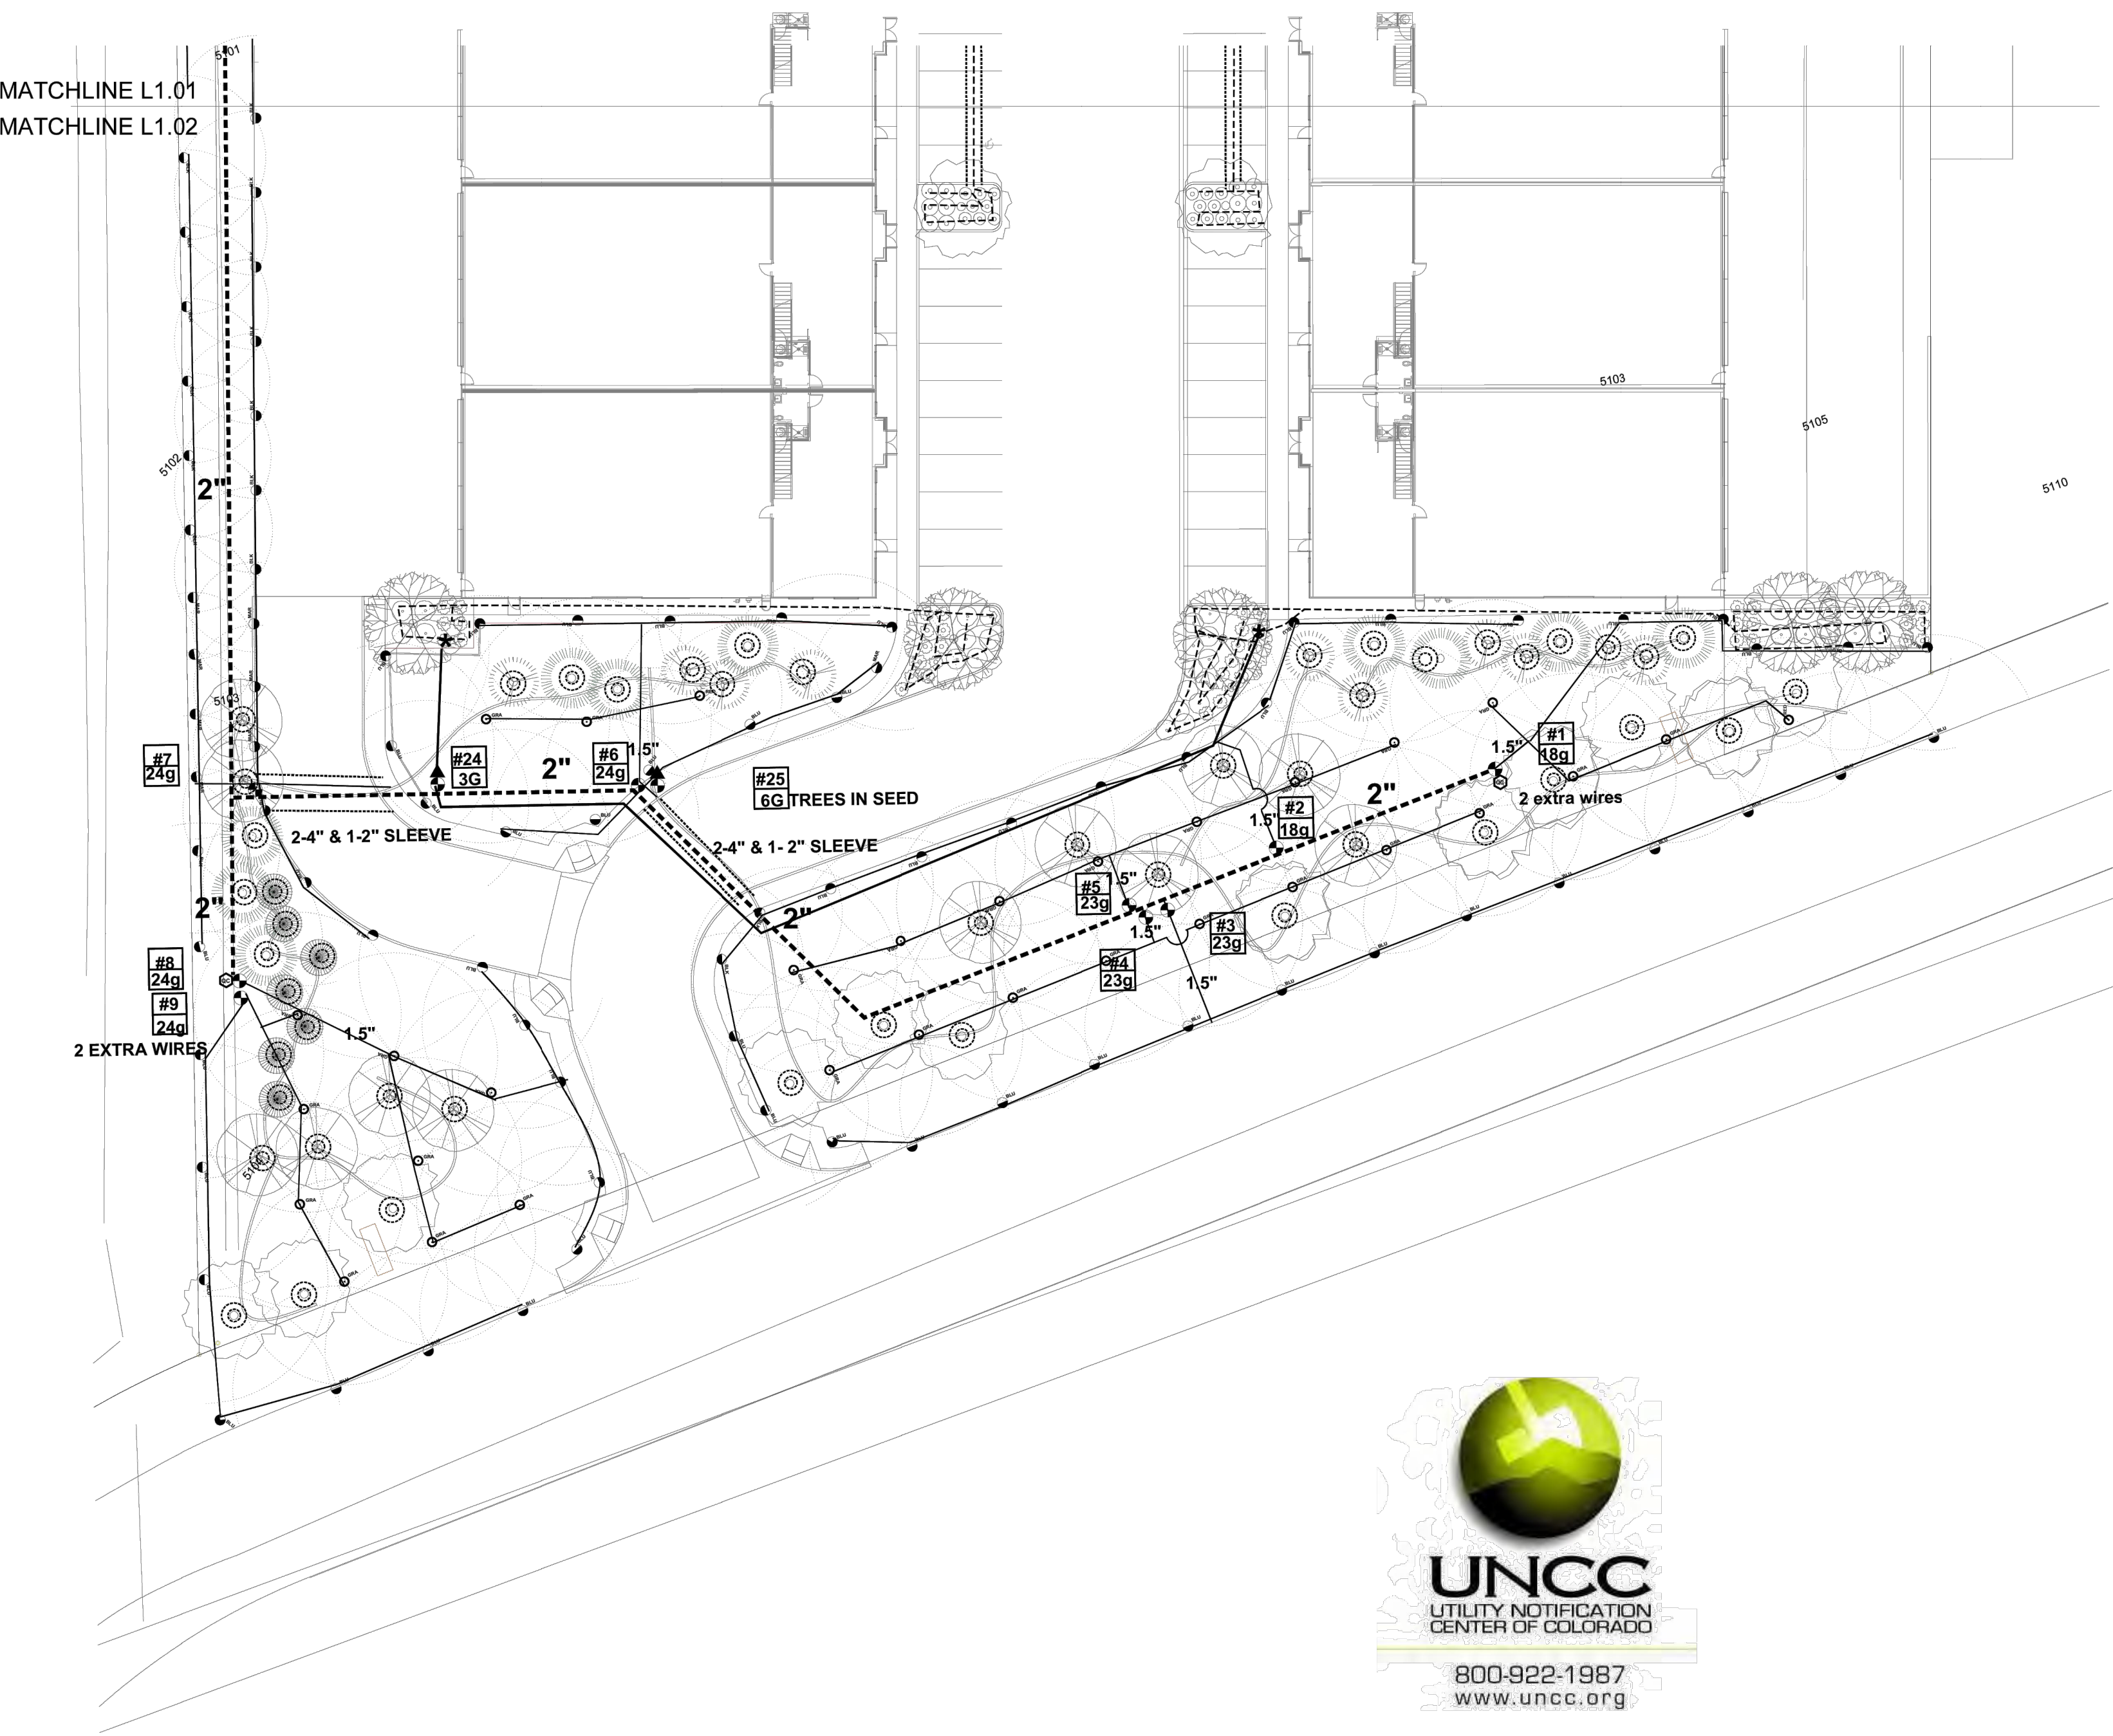 5101
MATCHLINE L1.01
MATCHLINE L1.02
5103
5105
5102
2"
5110
5103
#7
24g
#24
3G
2"
#6
24g
1.5"
#25
6G TREES IN SEED
#1
18g
1.5"
2 extra wires
2"
#2
18g
1.5"
2-4" & 1-2" SLEEVE
2-4" & 1- 2" SLEEVE
#5
23g
1.5"
2"
2"
#3
23g
1.5"
#4
23g
1.5"
#8
24g
#9
24g
1.5"
2 EXTRA WIRES
UNCC
UTILITY NOTIFICATION
CENTER OF COLORADO
800-922-1987
www.uncc.org